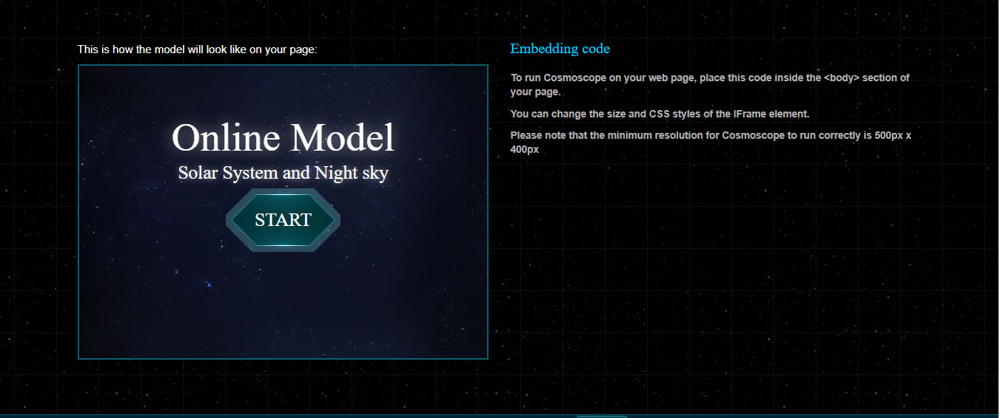 This is how the model will look like on your page:
Online Model
Solar System and Night sky
START
Embedding code
To run Cosmoscope on your web page, place this code inside the <body> section of
your page.
You can change the size and CSS styles of the IFrame element.
Please note that the minimum resolution for Cosmoscope to run correctly is 500px x
400px